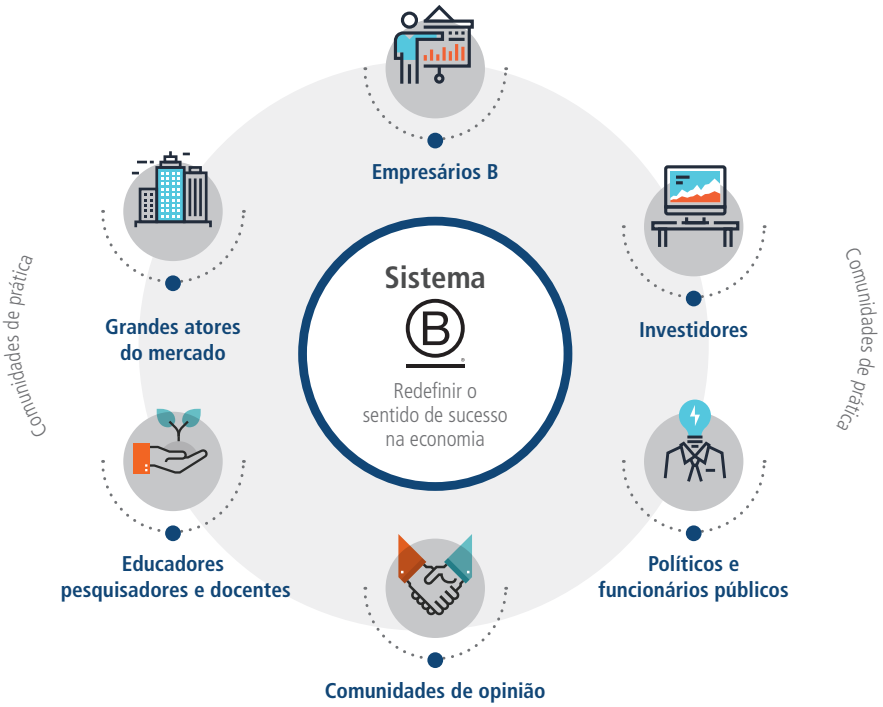 Empresários B
Investidores
Políticos e
funcionários públicos
Comunidades de opinião
Educadores
pesquisadores e docentes
Grandes atores
do mercado
Sistema
B
Redefinir o
sentido de sucesso
na economia
Comunidades de prática
Comunidades de prática